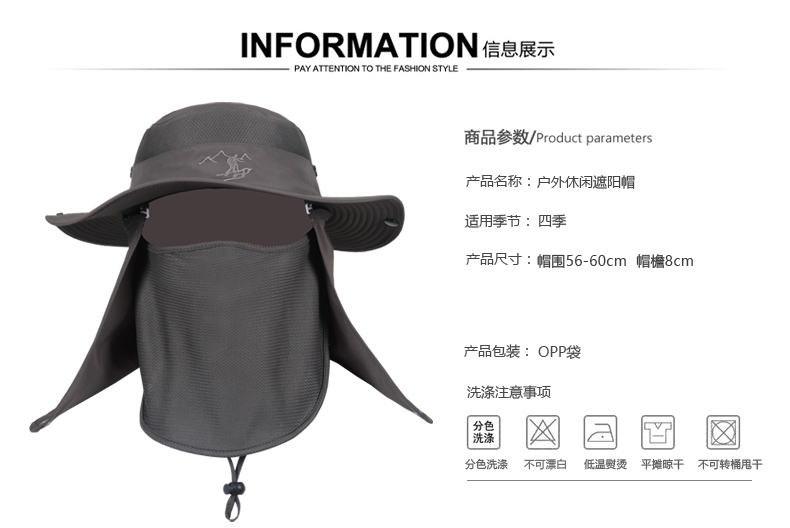 INFORMATION 信息展示
PAY ATTENTION TO THE FASHION STYLE
商品参数/Product parameters
产品名称：户外休闲遮阳帽
适用季节：四季
产品尺寸：帽围56-60cm 帽檐8cm
产品包装：OPP袋
洗涤注意事项
分色
洗涤
分色洗涤 不可漂白 低温熨烫 平摊晾干 不可转桶甩干